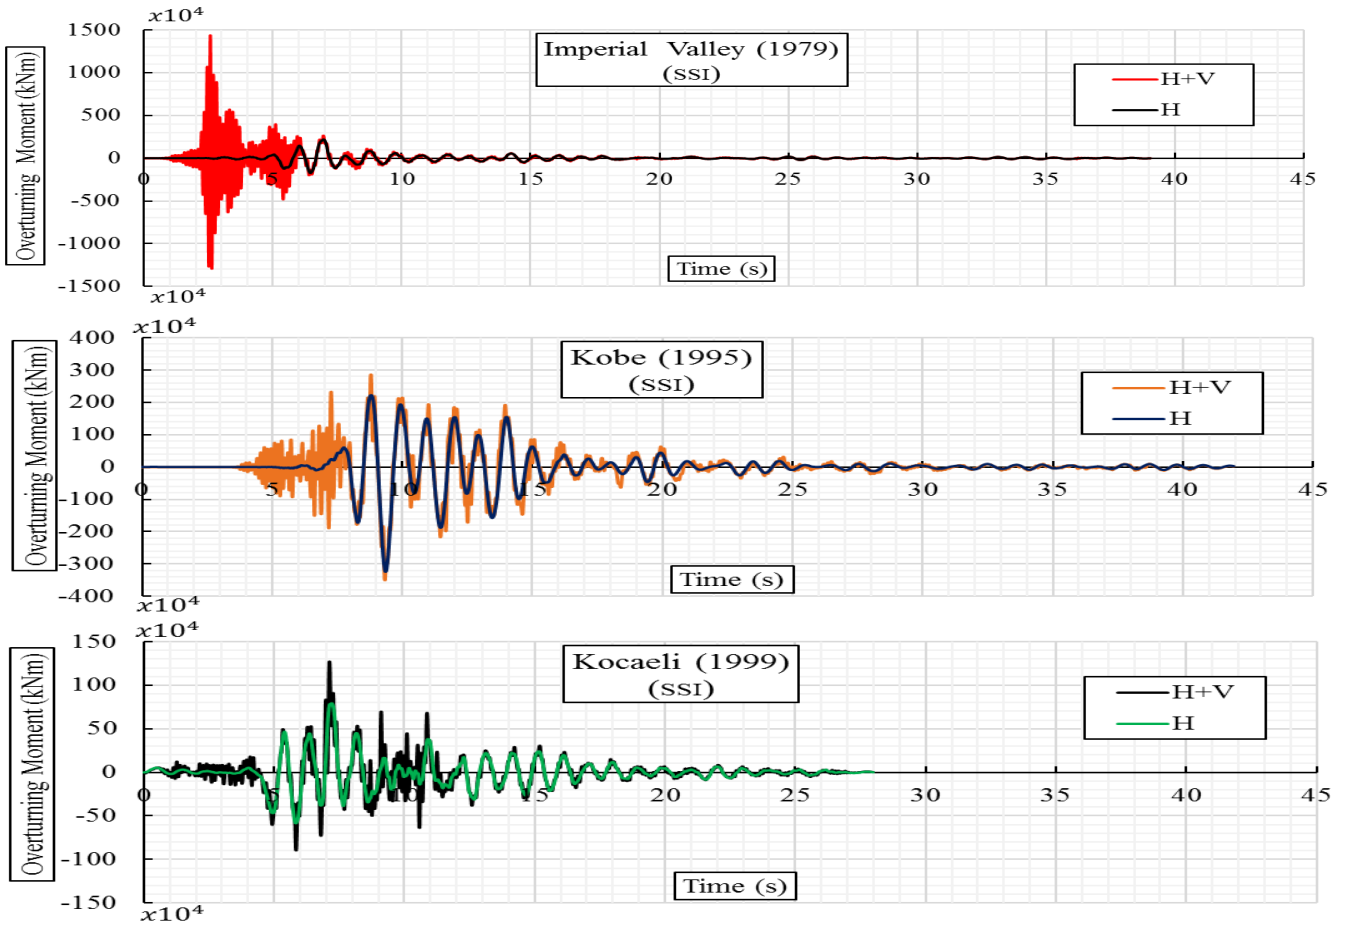 x10⁴
1500
1000
500
0
-500
-1000
-1500
Overturning Moment (kNm)
Imperial Valley (1979)
(SSI)
H+V
H
0 5 10 15 20 25 30 35 40 45
Time (s)
x10⁴
x10⁴
400
300
200
100
0
-100
-200
-300
-400
Overturning Moment (kNm)
Kobe (1995)
(SSI)
H+V
H
0 5 10 15 20 25 30 35 40 45
Time (s)
x10⁴
x10⁴
150
100
50
0
-50
-100
-150
Overturning Moment (kNm)
Kocaeli (1999)
(SSI)
H+V
H
0 5 10 15 20 25 30 35 40 45
Time (s)
x10⁴